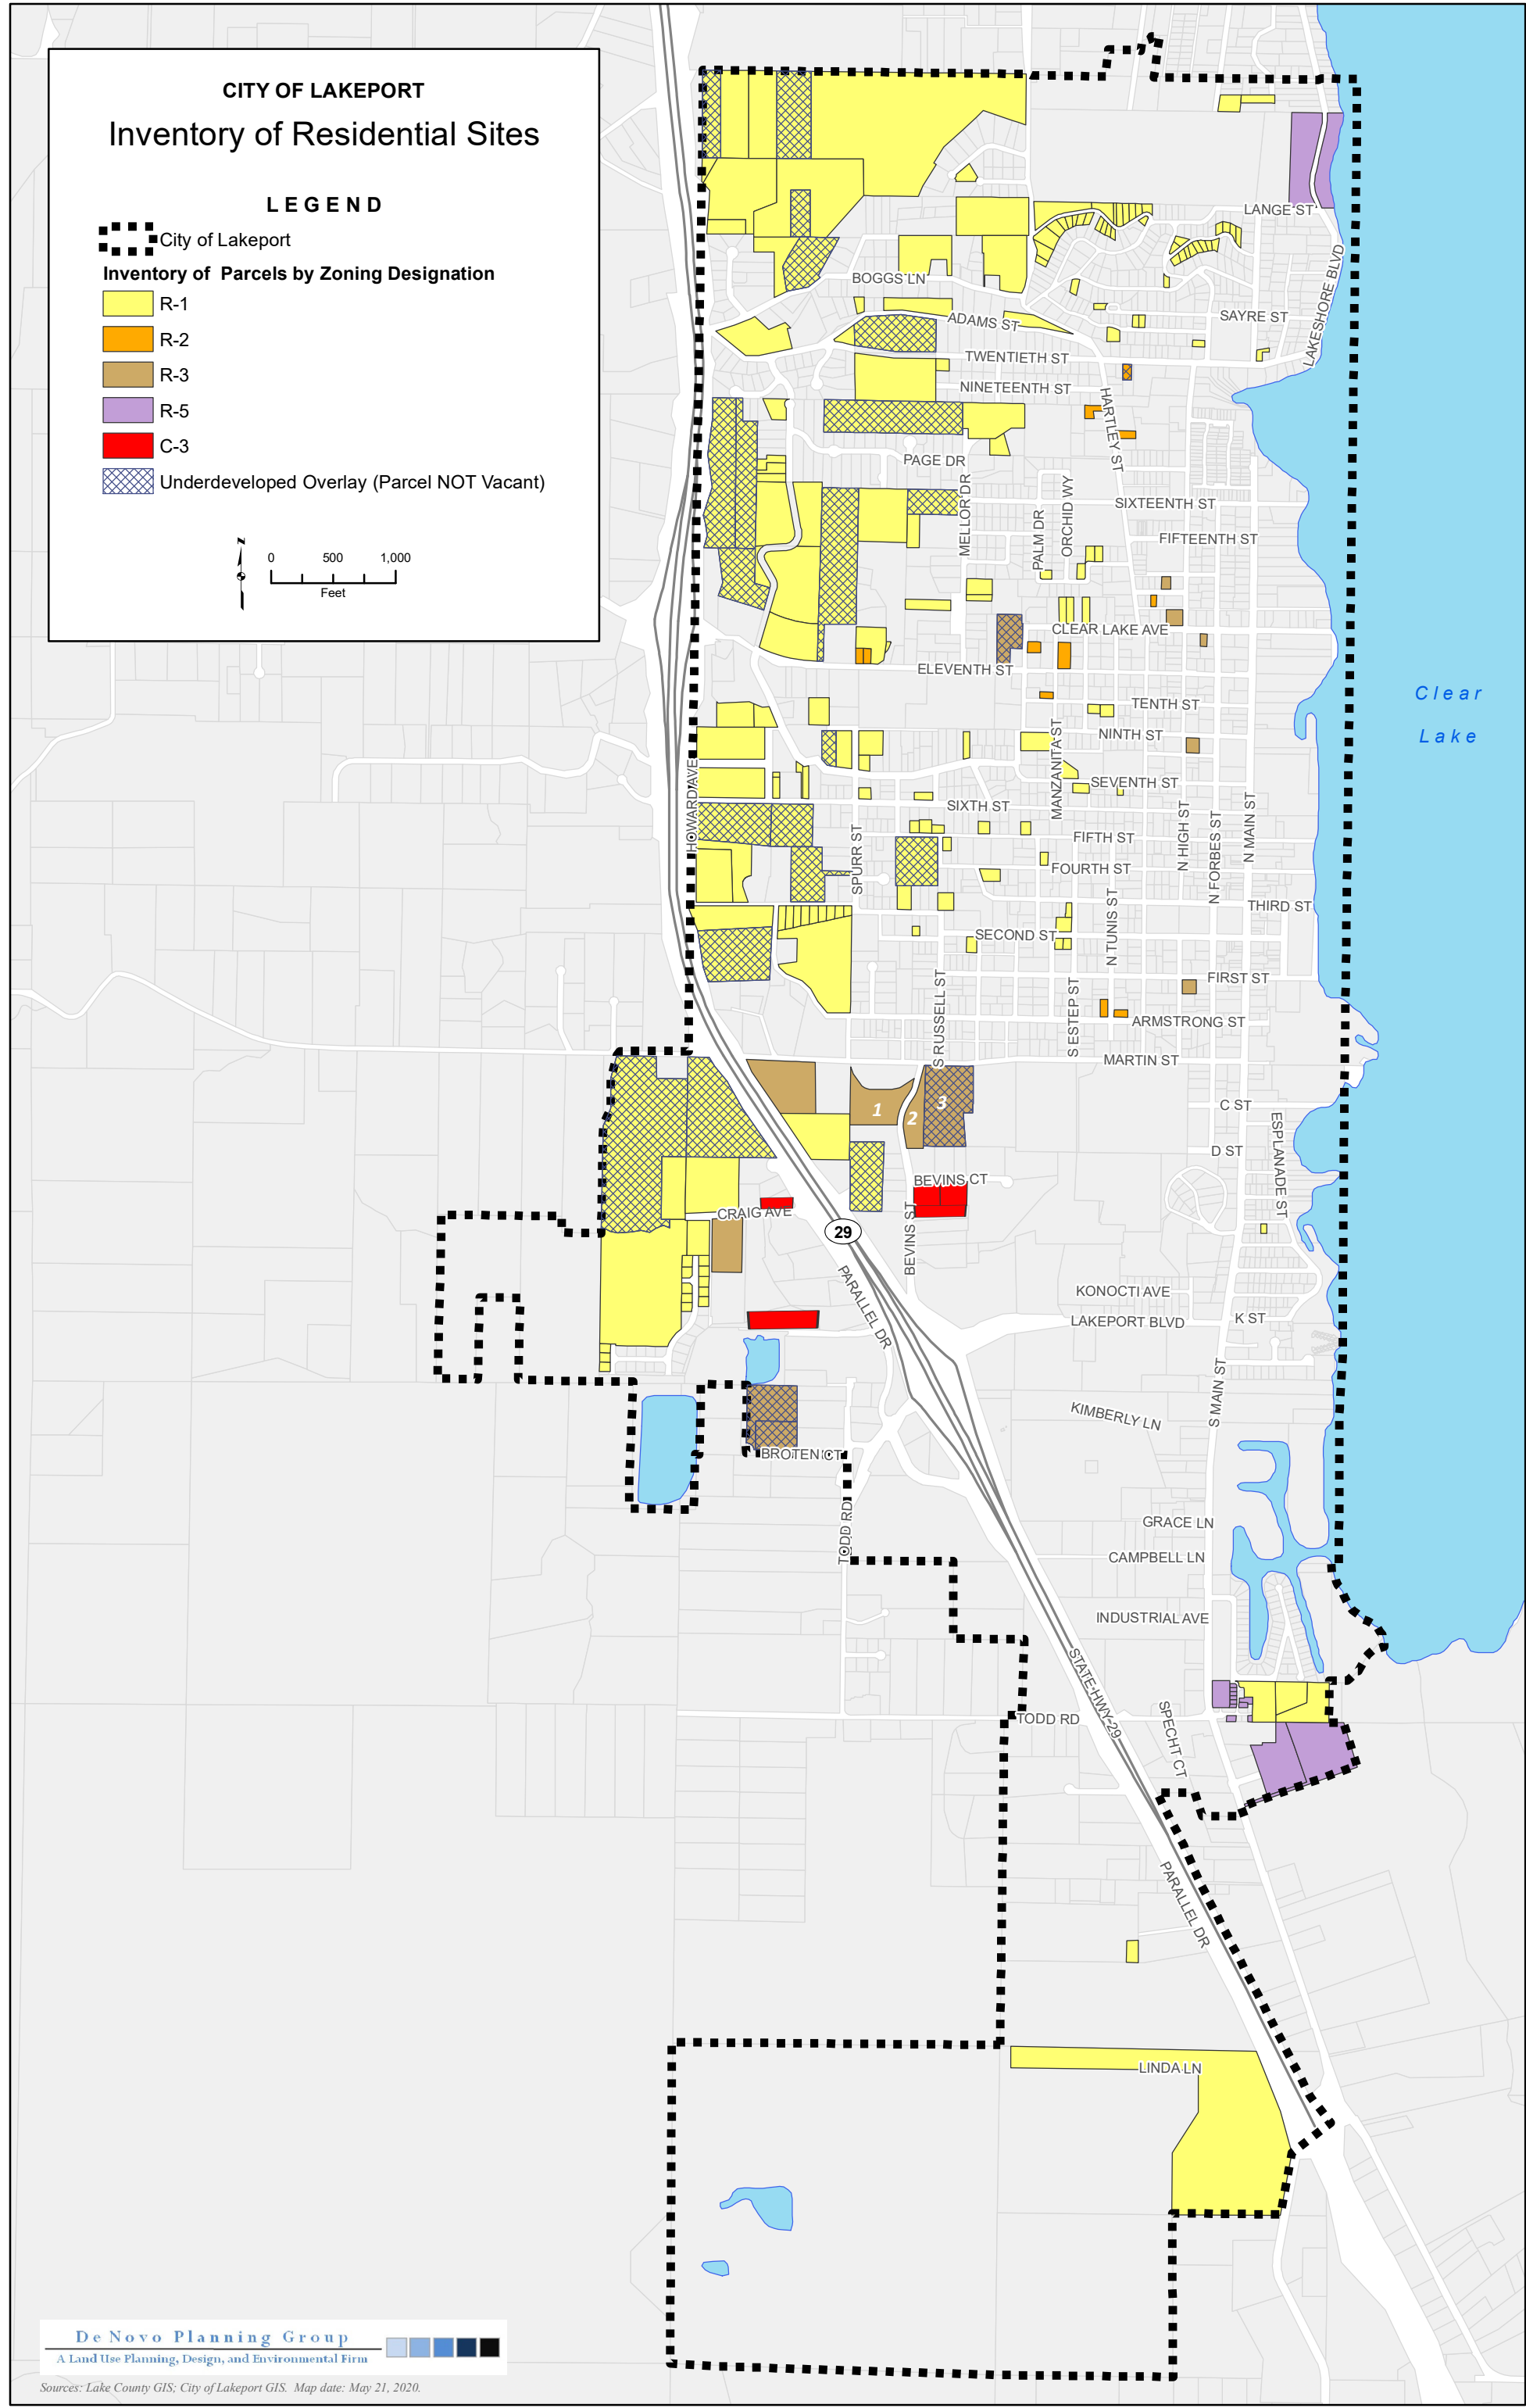 CITY OF LAKEPORT
Inventory of Residential Sites
LEGEND
City of Lakeport
Inventory of Parcels by Zoning Designation
R-1
R-2
R-3
R-5
C-3
Underdeveloped Overlay (Parcel NOT Vacant)
N
0 500 1,000
Feet
LANGE ST
LAKESHORE BLVD
BOGGS LN
SAYRE ST
ADAMS ST
TWENTIETH ST
NINETEENTH ST
HARTLEY ST
PAGE DR
MELLOR DR
ORCHID WY
PALM DR
SIXTEENTH ST
FIFTEENTH ST
CLEAR LAKE AVE
ELEVENTH ST
Clear
Lake
TENTH ST
NINTH ST
MANZANITA ST
SEVENTH ST
HOWARD AVE
SIXTH ST
SPURR ST
FIFTH ST
N HIGH ST
N FORBES ST
N MAIN ST
FOURTH ST
THIRD ST
N TUNIS ST
SECOND ST
FIRST ST
S RUSSELL ST
S ESTEP ST
ARMSTRONG ST
MARTIN ST
1
2
3
C ST
ESPLANADE ST
D ST
BEVINS CT
CRAIG AVE
BEVINS ST
29
PARALLEL DR
KONOCTI AVE
LAKEPORT BLVD
K ST
S MAIN ST
KIMBERLY LN
BROTEN CT
TODD RD
GRACE LN
CAMPBELL LN
INDUSTRIAL AVE
STATE HWY 29
TODD RD
SPECHT CT
PARALLEL DR
LINDA LN
De Novo Planning Group
A Land Use Planning, Design, and Environmental Firm
Sources: Lake County GIS; City of Lakeport GIS. Map date: May 21, 2020.